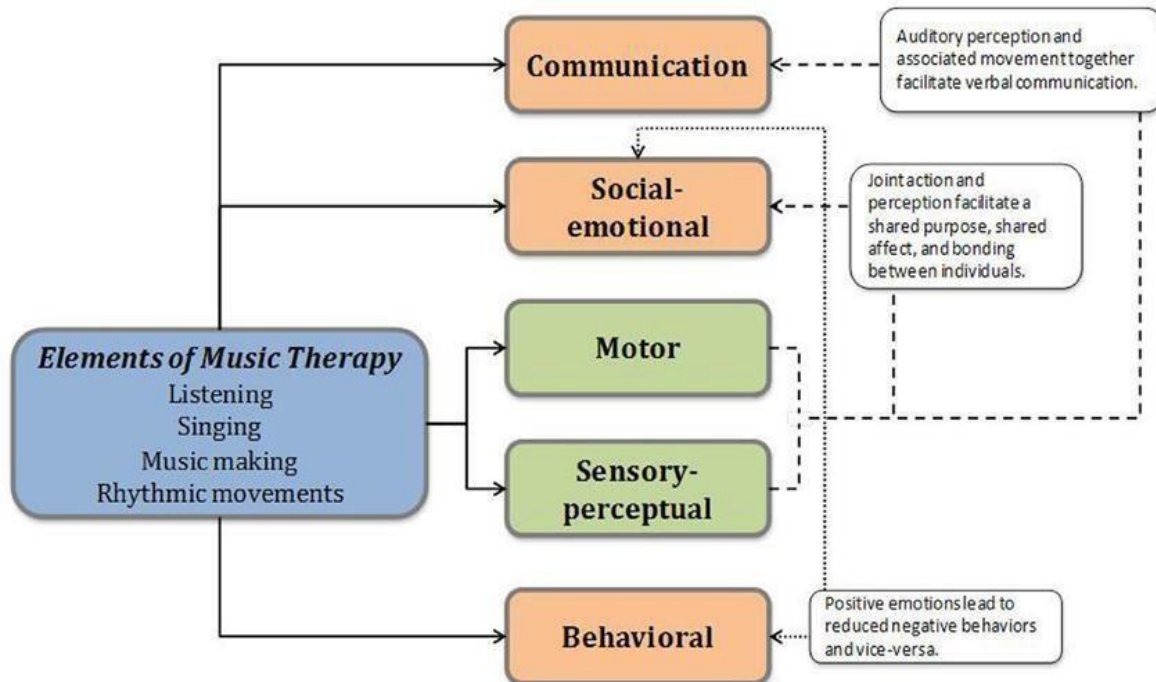 Communication
Auditory perception and
associated movement together
facilitate verbal communication.
Social-
emotional
Joint action and
perception facilitate a
shared purpose, shared
affect, and bonding
between individuals.
Elements of Music Therapy
Listening
Singing
Music making
Rhythmic movements
Motor
Sensory-
perceptual
Behavioral
Positive emotions lead to
reduced negative behaviors
and vice-versa.